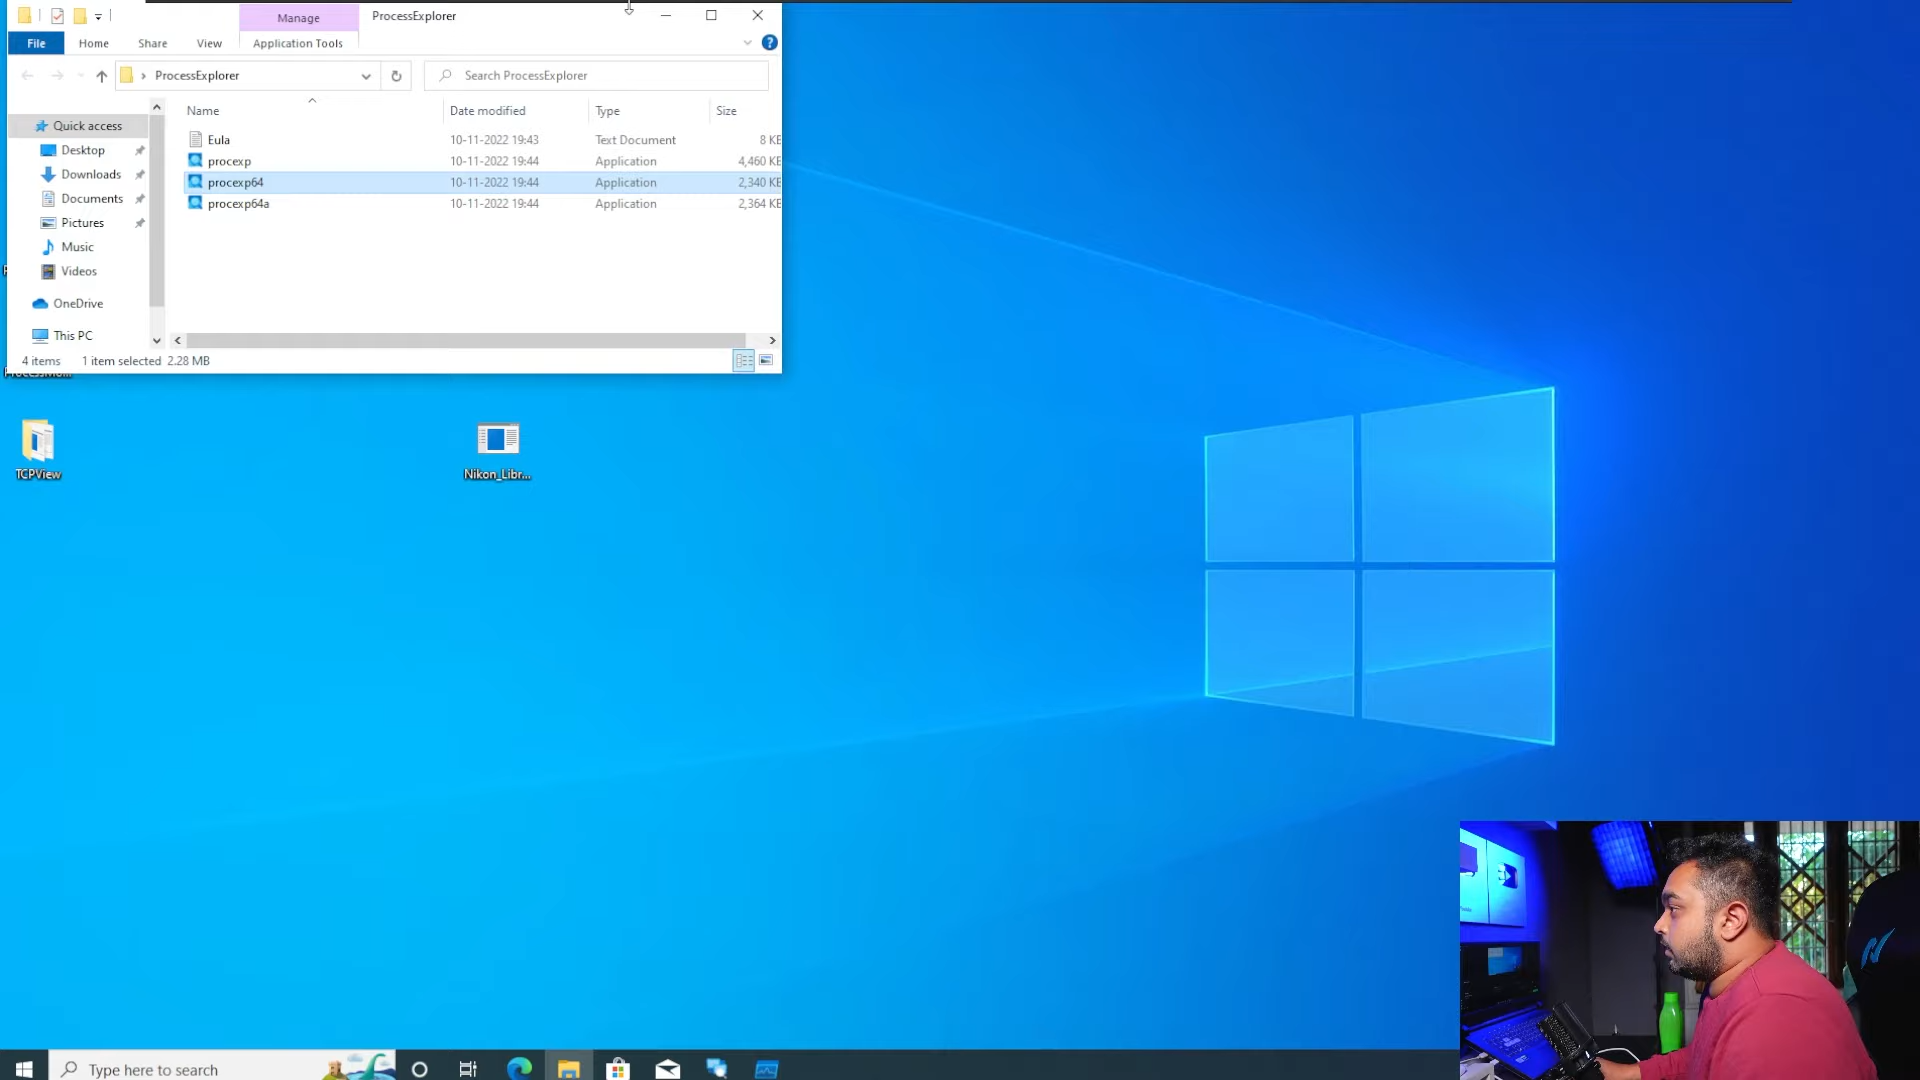 Manage
ProcessExplorer
File
Home
Share
View
Application Tools
ProcessExplorer
Search ProcessExplorer
Name
Date modified
Type
Size
Quick access
Desktop
Downloads
Documents
Pictures
Music
Videos
OneDrive
This PC
Eula
10-11-2022 19:43
Text Document
8 KB
procexp
10-11-2022 19:44
Application
4,460 KB
procexp64
10-11-2022 19:44
Application
2,340 KB
procexp64a
10-11-2022 19:44
Application
2,364 KB
4 items
1 item selected 2.28 MB
TCPView
Nikon_Libr...
Type here to search